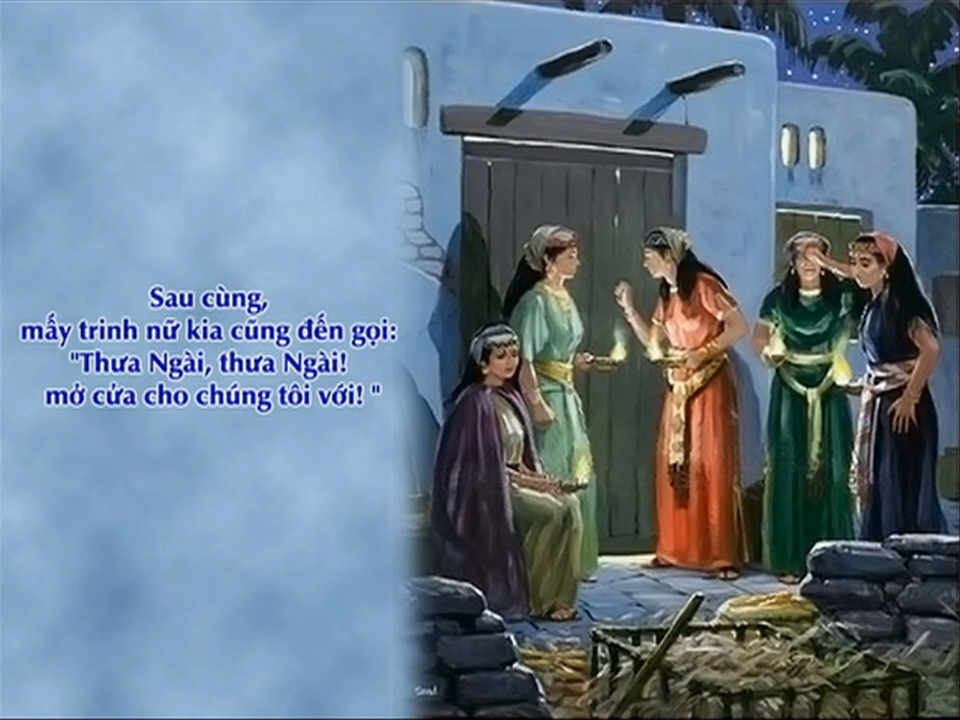 Sau cùng,
mấy trinh nữ kia cũng đến gọi:
"Thưa Ngài, thưa Ngài!
mở cửa cho chúng tôi với! "